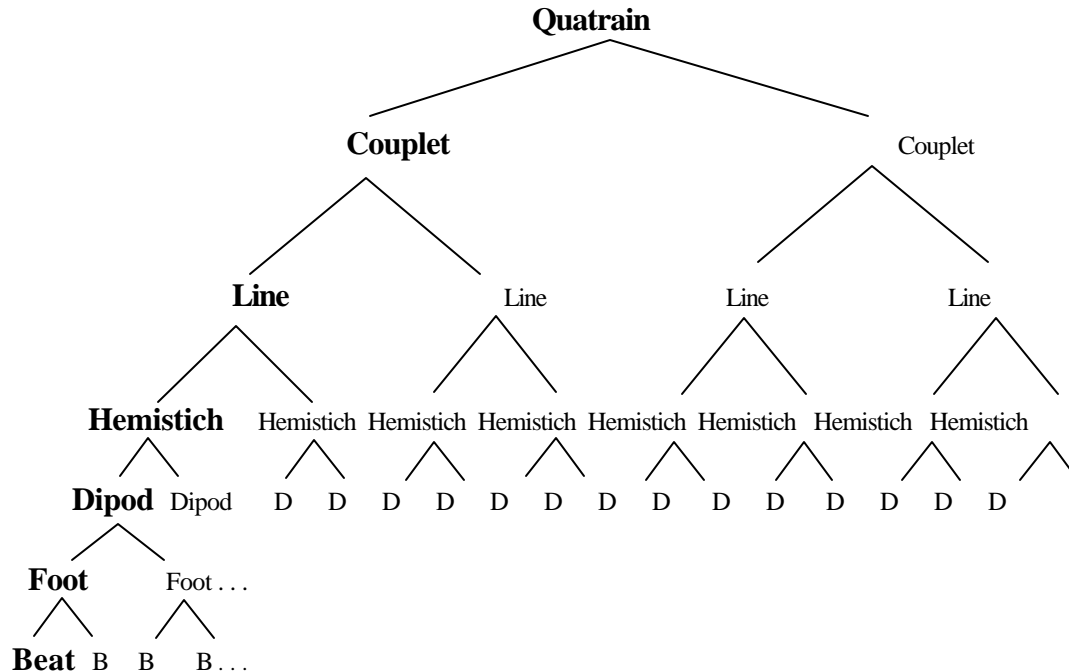 Quatrain
Couplet Couplet
Line Line Line Line
Hemistich Hemistich Hemistich Hemistich Hemistich Hemistich Hemistich Hemistich
Dipod Dipod D D D D D D D D D D D D D D
Foot Foot . . .
Beat B B B . . .